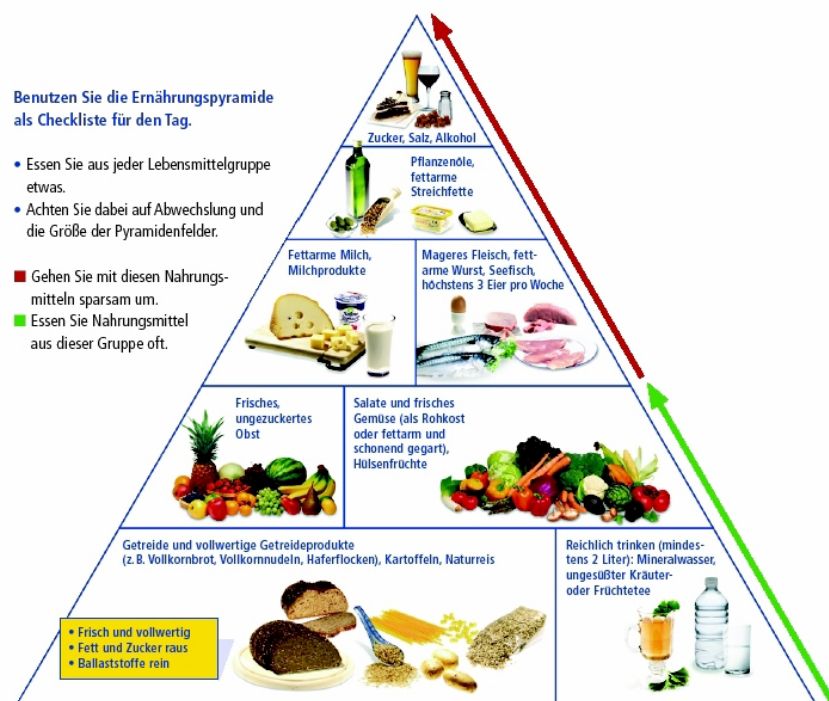 Benutzen Sie die Ernährungspyramide
als Checkliste für den Tag.
• Essen Sie aus jeder Lebensmittelgruppe
etwas.
• Achten Sie dabei auf Abwechslung und
die Größe der Pyramidenfelder.
Gehen Sie mit diesen Nahrungs-
mitteln sparsam um.
Essen Sie Nahrungsmittel
aus dieser Gruppe oft.
Zucker, Salz, Alkohol
Pflanzenöle,
fettarme
Streichfette
Fettarme Milch,
Milchprodukte
Mageres Fleisch, fett-
arme Wurst, Seefisch,
höchstens 3 Eier pro Woche
Frisches,
ungezuckertes
Obst
Salate und frisches
Gemüse (als Rohkost
oder fettarm und
schonend gegart),
Hülsenfrüchte
Getreide und vollwertige Getreideprodukte
(z. B. Vollkornbrot, Vollkornnudeln, Haferflocken), Kartoffeln, Naturreis
Reichlich trinken (mindes-
tens 2 Liter): Mineralwasser,
ungesüßter Kräuter-
oder Früchtetee
• Frisch und vollwertig
• Fett und Zucker raus
• Ballaststoffe rein